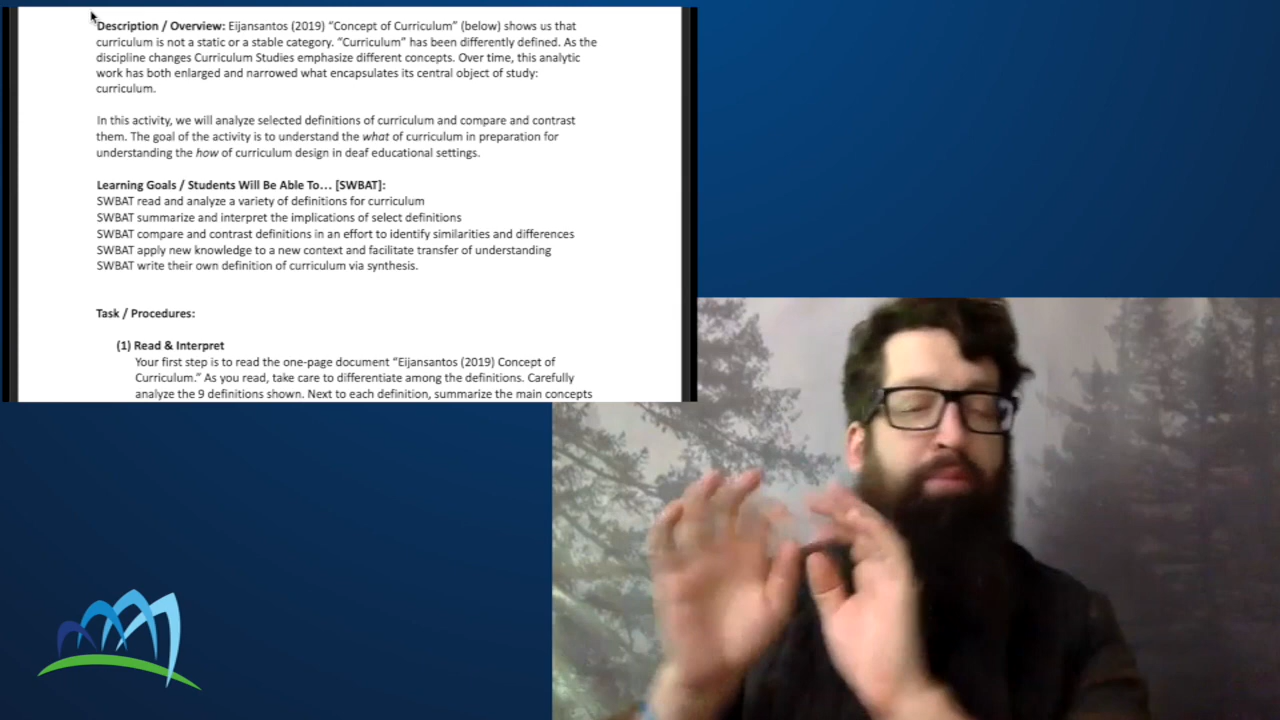 Description / Overview: Eijansantos (2019) “Concept of Curriculum” (below) shows us that
curriculum is not a static or a stable category. “Curriculum” has been differently defined. As the
discipline changes Curriculum Studies emphasize different concepts. Over time, this analytic
work has both enlarged and narrowed what encapsulates its central object of study:
curriculum.
In this activity, we will analyze selected definitions of curriculum and compare and contrast
them. The goal of the activity is to understand the what of curriculum in preparation for
understanding the how of curriculum design in deaf educational settings.
Learning Goals / Students Will Be Able To… [SWBAT]:
SWBAT read and analyze a variety of definitions for curriculum
SWBAT summarize and interpret the implications of select definitions
SWBAT compare and contrast definitions in an effort to identify similarities and differences
SWBAT apply new knowledge to a new context and facilitate transfer of understanding
SWBAT write their own definition of curriculum via synthesis.
Task / Procedures:
(1) Read & Interpret
Your first step is to read the one-page document “Eijansantos (2019) Concept of
Curriculum.” As you read, take care to differentiate among the definitions. Carefully
analyze the 9 definitions shown. Next to each definition, summarize the main concepts